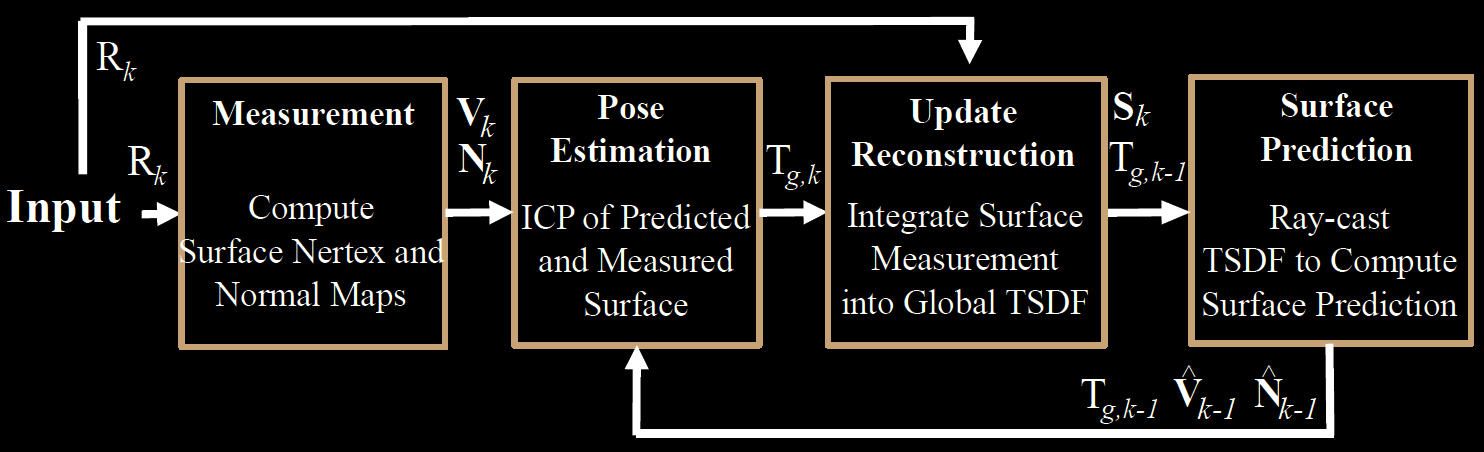 R_k
R_k
Input
Measurement
Compute
Surface Nertex and
Normal Maps
V_k
N_k
Pose
Estimation
ICP of Predicted
and Measured
Surface
T_{g,k}
Update
Reconstruction
Integrate Surface
Measurement
into Global TSDF
S_k
T_{g,k-1}
Surface
Prediction
Ray-cast
TSDF to Compute
Surface Prediction
T_{g,k-1} V̂_{k-1} N̂_{k-1}